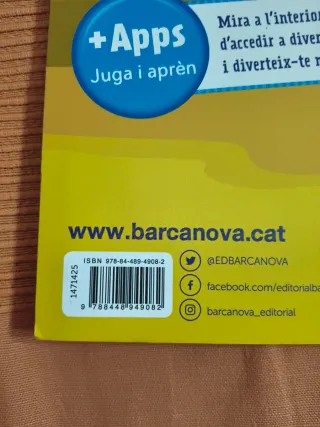 +Apps
Juga i aprèn
Mira a l'interior
d'accedir a diver
i diverteix-te
www.barcanova.cat
ISBN 978-84-489-4908-2
1471425
9 788448 949082
@EDBARCANOVA
facebook.com/editorialba
barcanova_editorial